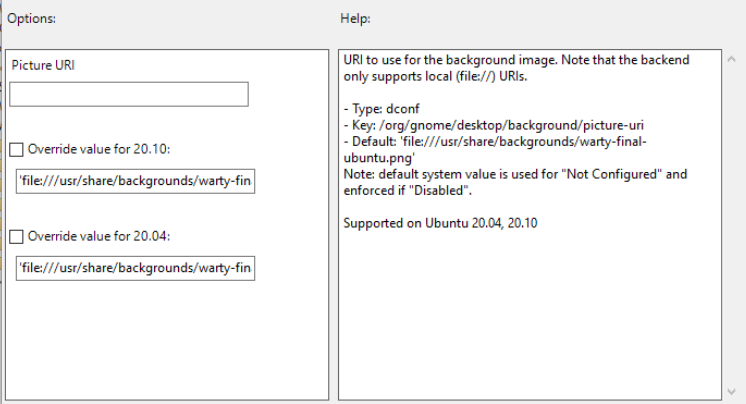 Options:
Help:
Picture URI
Override value for 20.10:
'file:///usr/share/backgrounds/warty-fin
Override value for 20.04:
'file:///usr/share/backgrounds/warty-fin
URI to use for the background image. Note that the backend
only supports local (file://) URIs.
- Type: dconf
- Key: /org/gnome/desktop/background/picture-uri
- Default: 'file:///usr/share/backgrounds/warty-final-
ubuntu.png'
Note: default system value is used for "Not Configured" and
enforced if "Disabled".
Supported on Ubuntu 20.04, 20.10